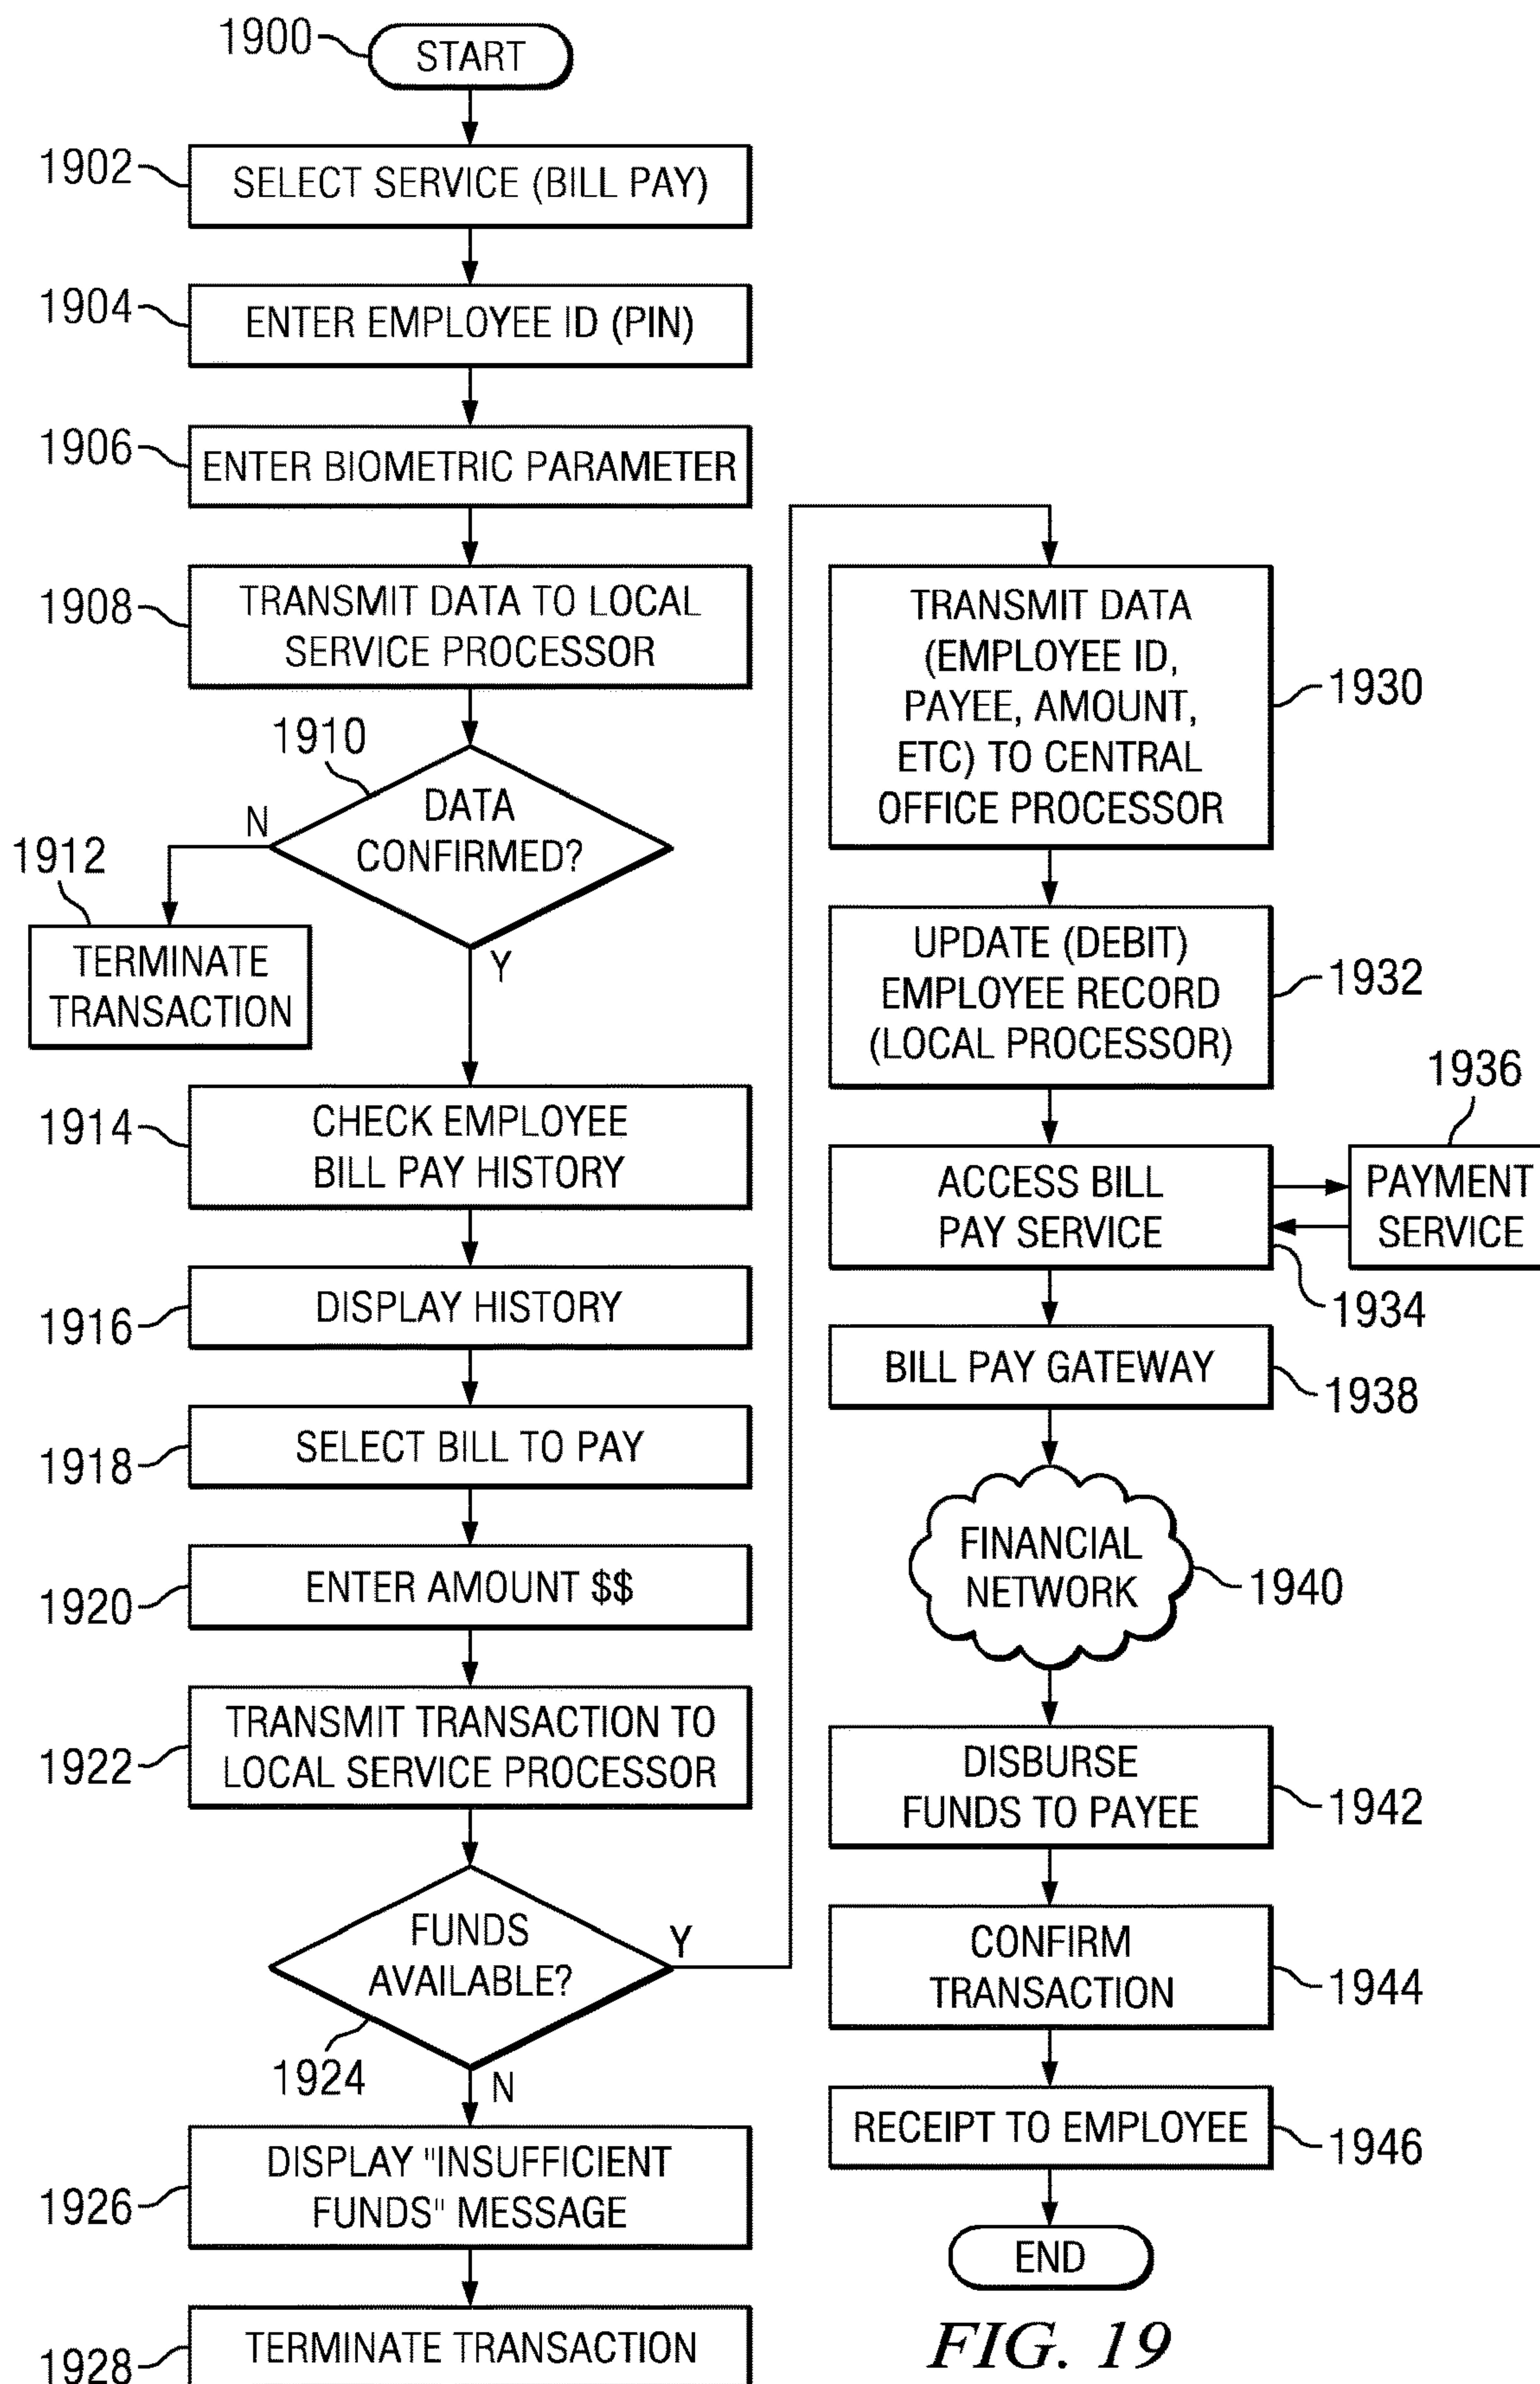 1900
START
1902
SELECT SERVICE (BILL PAY)
1904
ENTER EMPLOYEE ID (PIN)
1906
ENTER BIOMETRIC PARAMETER
1908
TRANSMIT DATA TO LOCAL
SERVICE PROCESSOR
1910
DATA
CONFIRMED?
N
Y
1912
TERMINATE
TRANSACTION
1914
CHECK EMPLOYEE
BILL PAY HISTORY
1916
DISPLAY HISTORY
1918
SELECT BILL TO PAY
1920
ENTER AMOUNT $$
1922
TRANSMIT TRANSACTION TO
LOCAL SERVICE PROCESSOR
FUNDS
AVAILABLE?
Y
1924
N
1926
DISPLAY "INSUFFICIENT
FUNDS" MESSAGE
1928
TERMINATE TRANSACTION
TRANSMIT DATA
(EMPLOYEE ID,
PAYEE, AMOUNT,
ETC) TO CENTRAL
OFFICE PROCESSOR
1930
UPDATE (DEBIT)
EMPLOYEE RECORD
(LOCAL PROCESSOR)
1932
1936
ACCESS BILL
PAY SERVICE
PAYMENT
SERVICE
1934
BILL PAY GATEWAY
1938
FINANCIAL
NETWORK
1940
DISBURSE
FUNDS TO PAYEE
1942
CONFIRM
TRANSACTION
1944
RECEIPT TO EMPLOYEE
1946
END
FIG. 19